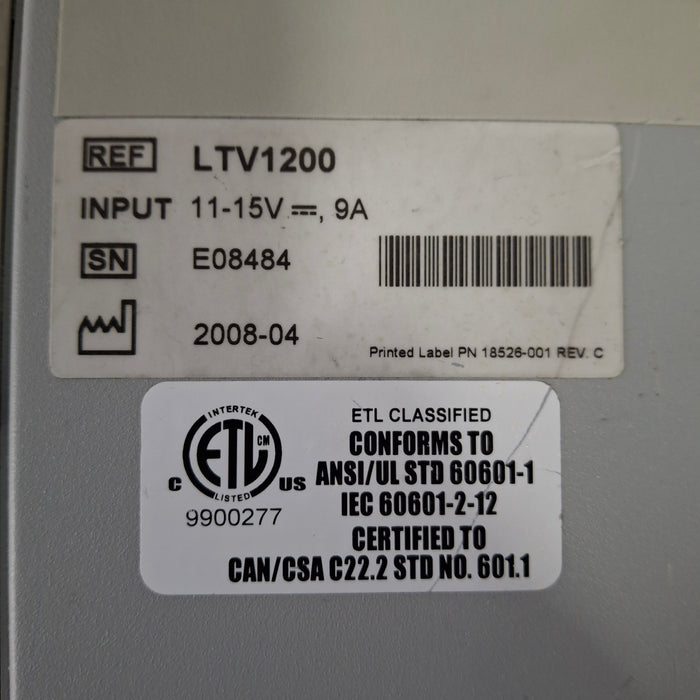 REF LTV1200
INPUT 11-15V ⎓, 9A
SN E08484
2008-04
Printed Label PN 18526-001 REV. C
INTERTEK
ETL CM
C US
LISTED
9900277
ETL CLASSIFIED
CONFORMS TO
ANSI/UL STD 60601-1
IEC 60601-2-12
CERTIFIED TO
CAN/CSA C22.2 STD NO. 601.1